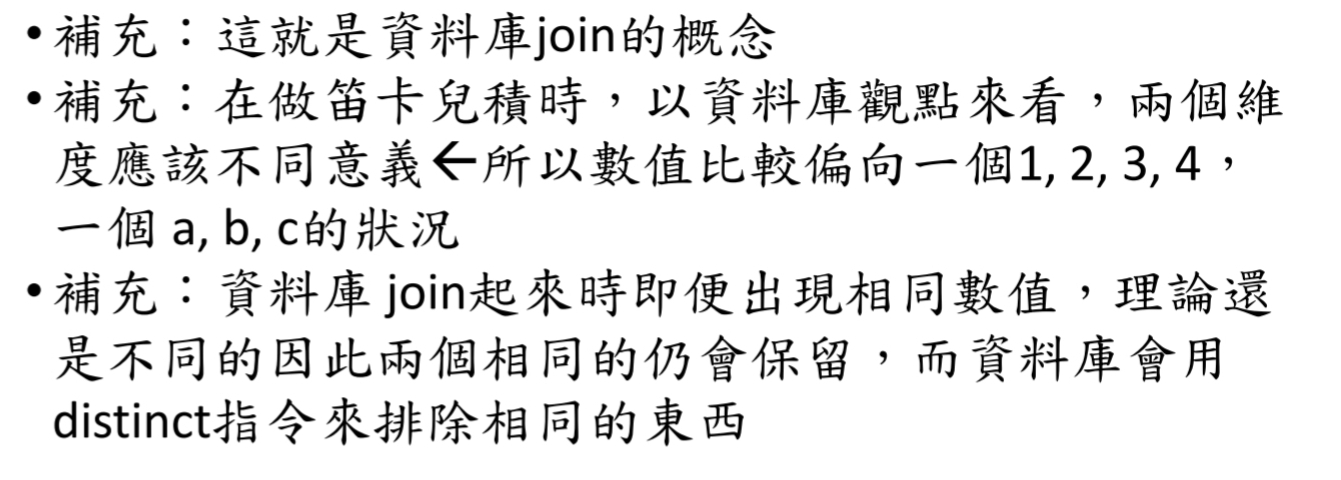 •補充：這就是資料庫join的概念
•補充：在做笛卡兒積時，以資料庫觀點來看，兩個維
度應該不同意義←所以數值比較偏向一個1, 2, 3, 4，
一個 a, b, c的狀況
•補充：資料庫 join起來時即便出現相同數值，理論還
是不同的因此兩個相同的仍會保留，而資料庫會用
distinct指令來排除相同的東西